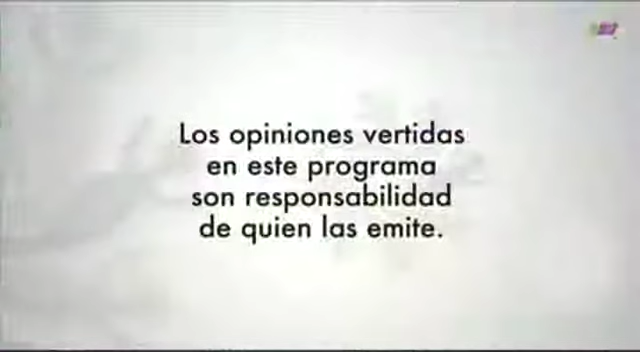 Los opiniones vertidas
en este programa
son responsabilidad
de quien las emite.